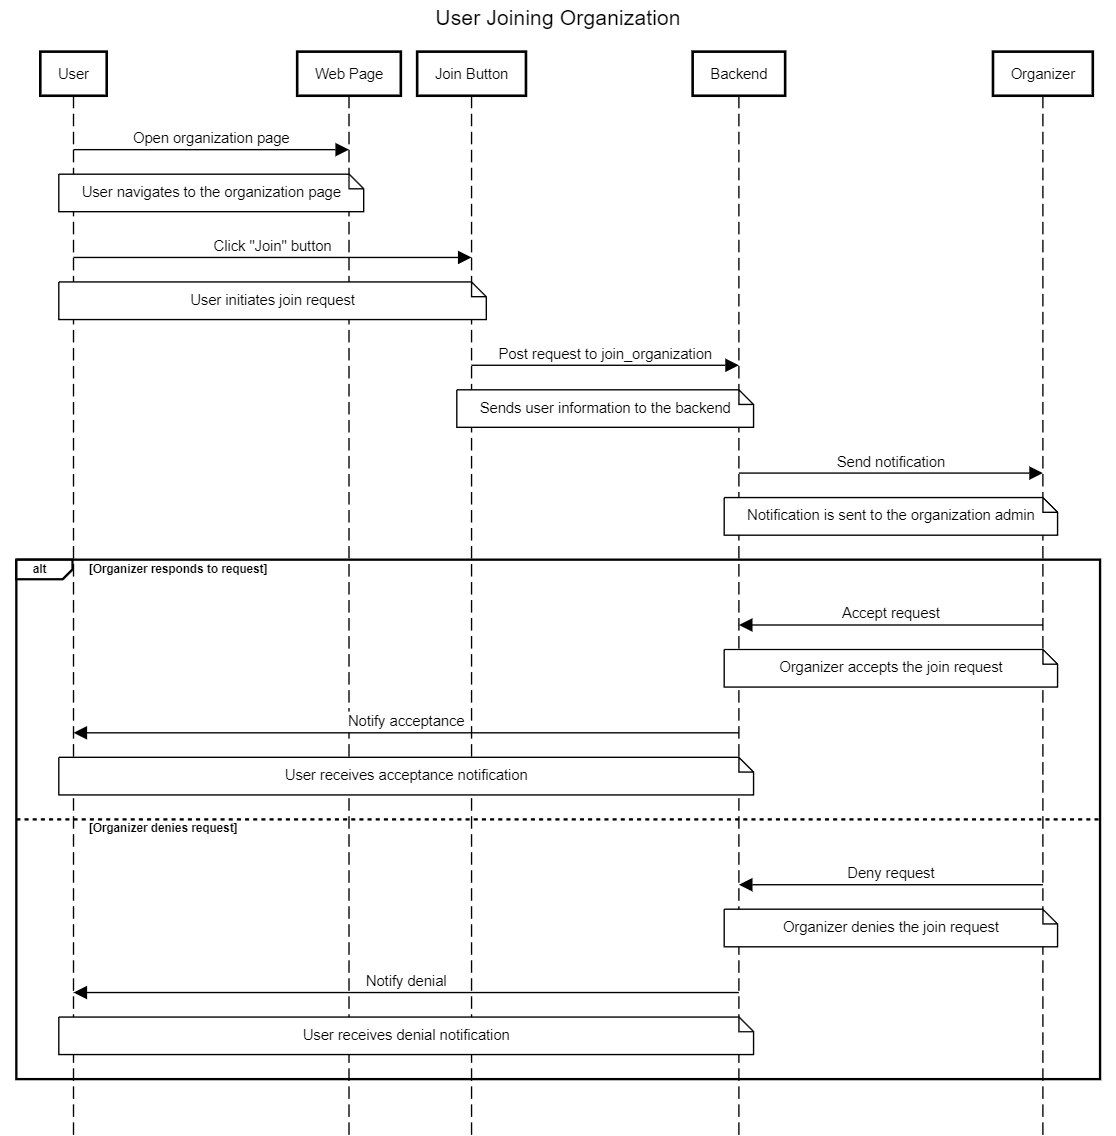 User Joining Organization
User
Web Page
Join Button
Backend
Organizer
Open organization page
User navigates to the organization page
Click "Join" button
User initiates join request
Post request to join_organization
Sends user information to the backend
Send notification
Notification is sent to the organization admin
alt
[Organizer responds to request]
Accept request
Organizer accepts the join request
Notify acceptance
User receives acceptance notification
[Organizer denies request]
Deny request
Organizer denies the join request
Notify denial
User receives denial notification